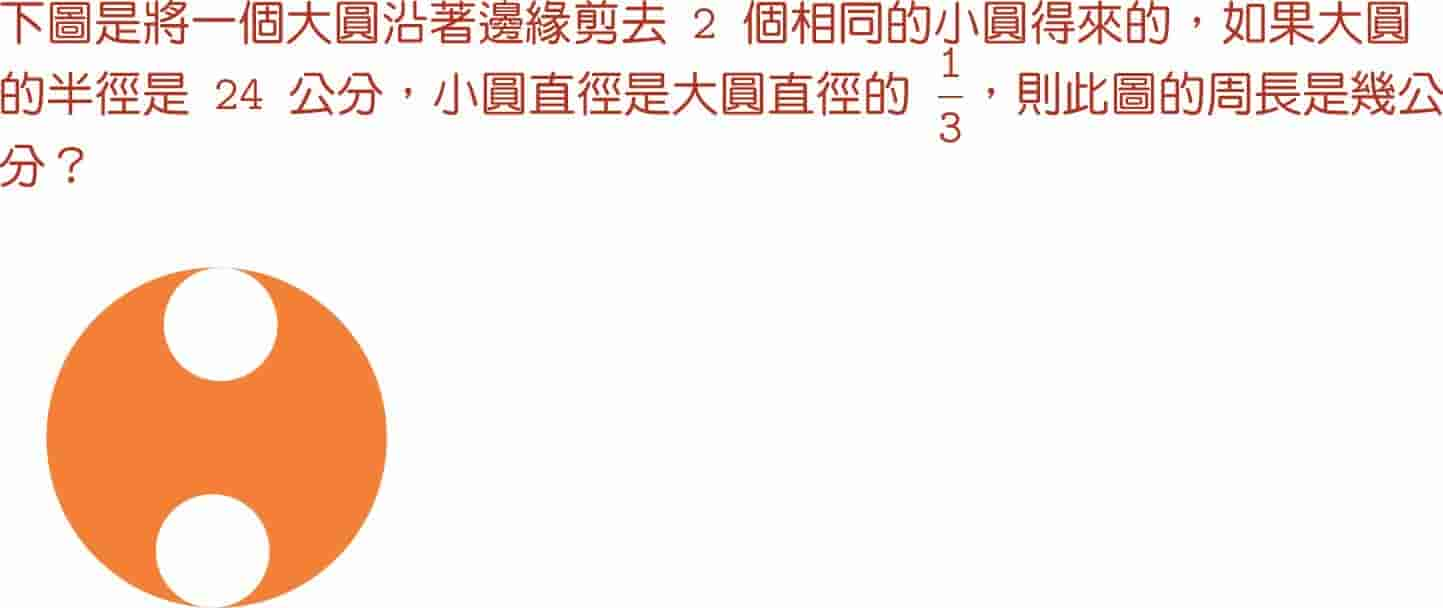 下圖是將一個大圓沿著邊緣剪去 2 個相同的小圓得來的，如果大圓
的半徑是 24 公分，小圓直徑是大圓直徑的 1/3，則此圖的周長是幾公
分？